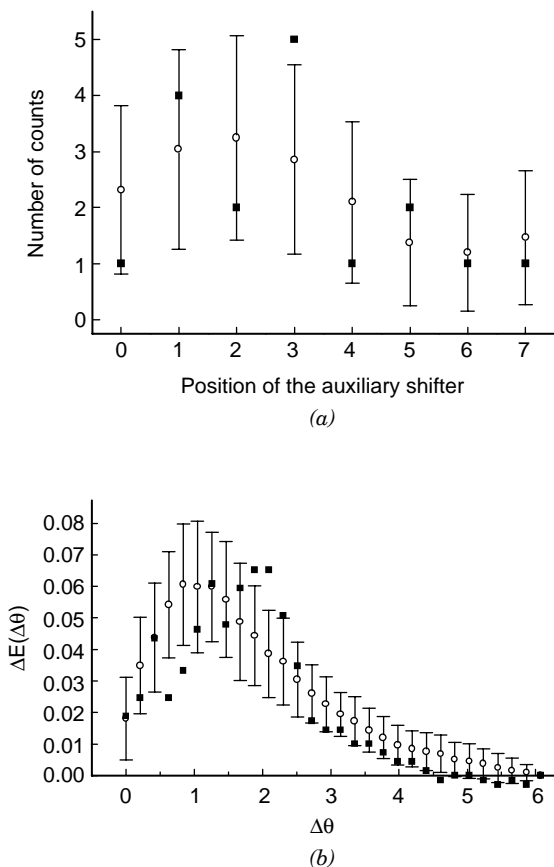 5
4
3
2
1
0
Number of counts
0 1 2 3 4 5 6 7
Position of the auxiliary shifter
(a)
0.08
0.07
0.06
0.05
0.04
0.03
0.02
0.01
0.00
ΔE(Δθ)
0 1 2 3 4 5 6
Δθ
(b)